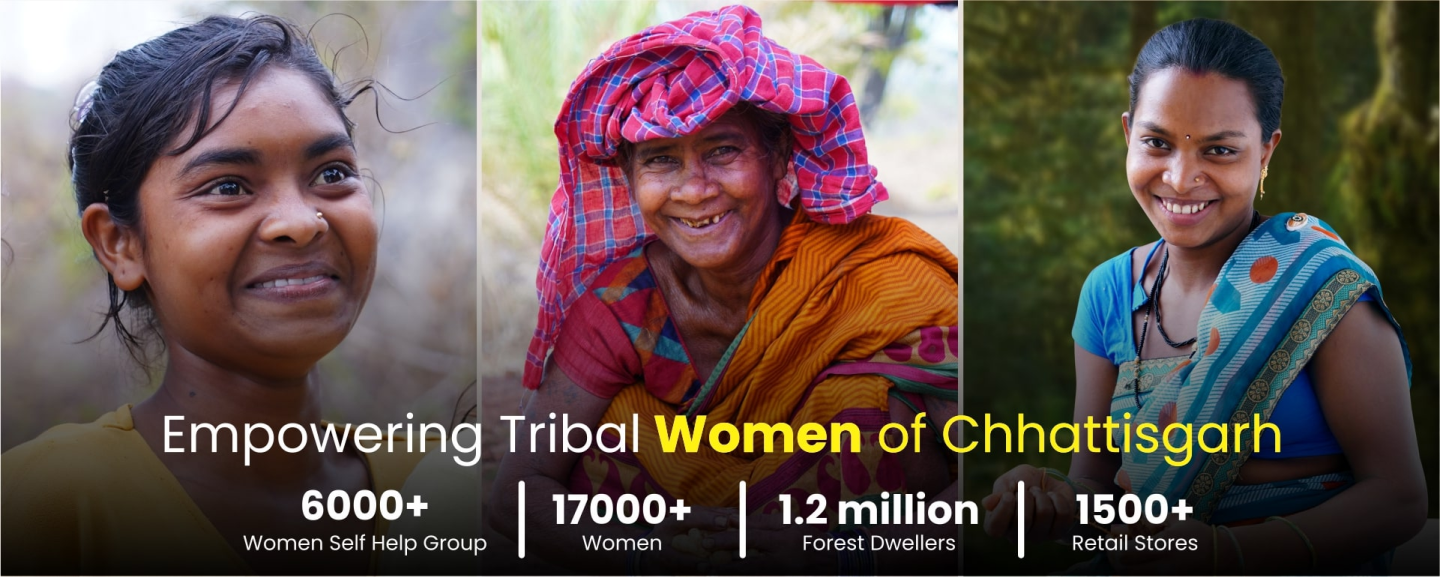 Empowering Tribal Women of Chhattisgarh
6000+
Women Self Help Group
17000+
Women
1.2 million
Forest Dwellers
1500+
Retail Stores